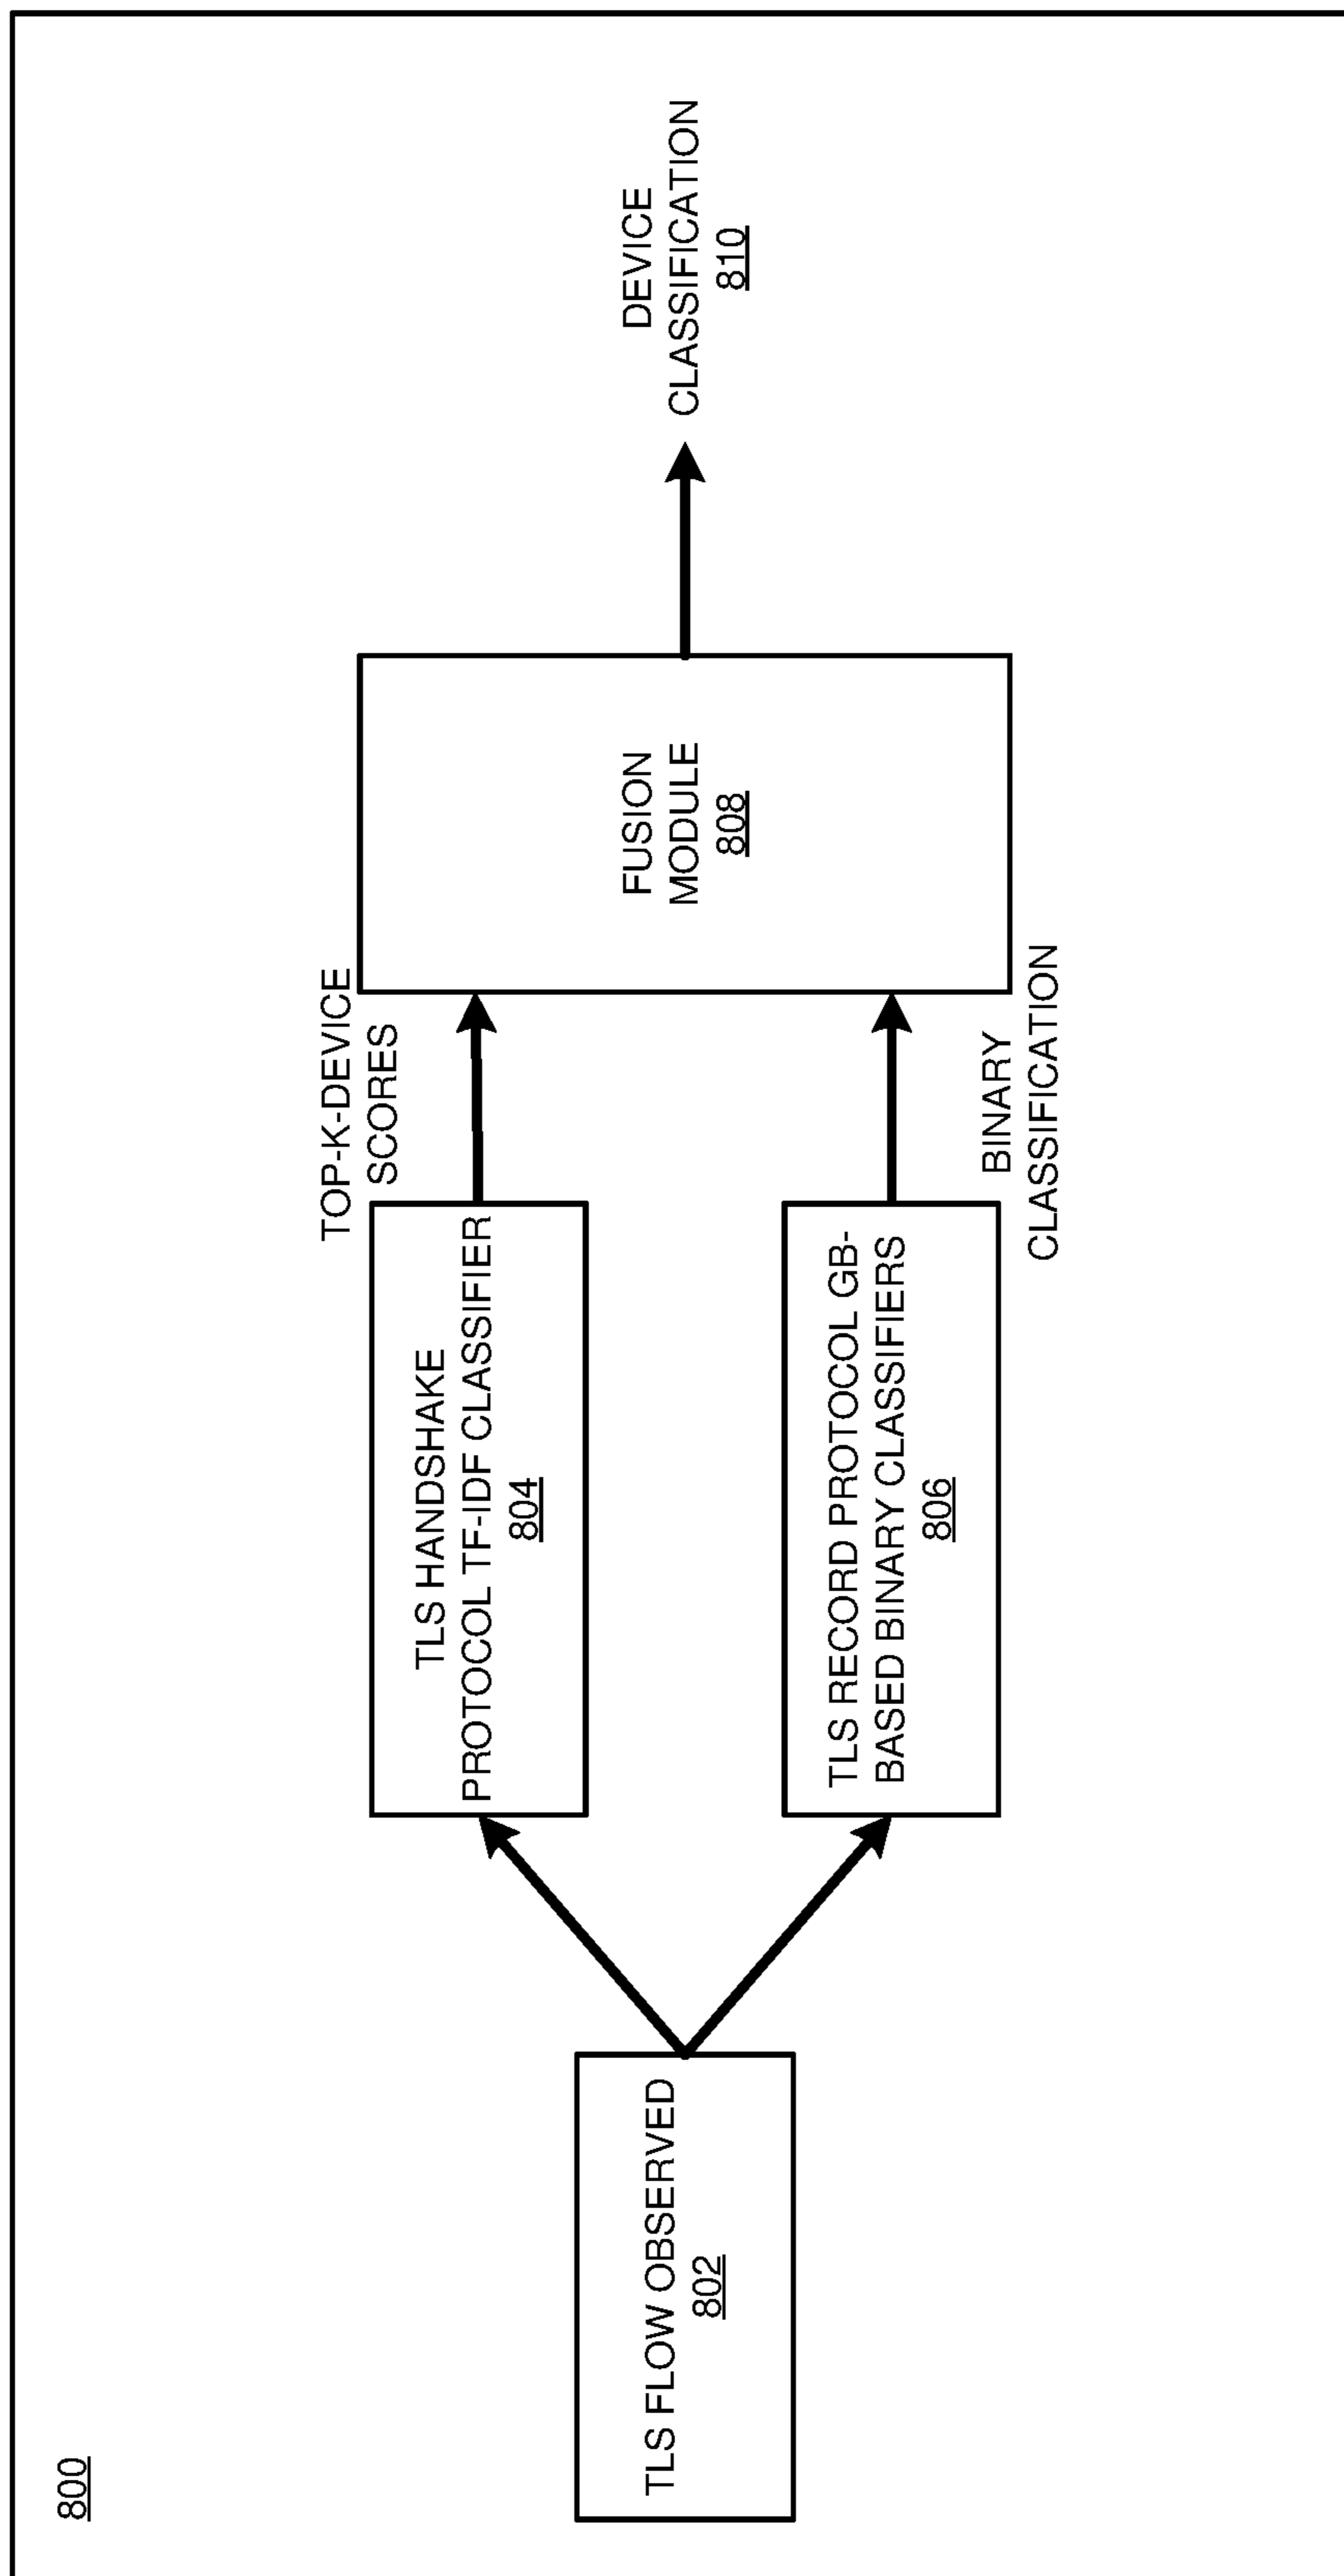 800
TLS FLOW OBSERVED
802
TLS HANDSHAKE
PROTOCOL TF-IDF CLASSIFIER
804
TLS RECORD PROTOCOL GB-
BASED BINARY CLASSIFIERS
806
TOP-K-DEVICE
SCORES
BINARY
CLASSIFICATION
FUSION
MODULE
808
DEVICE
CLASSIFICATION
810